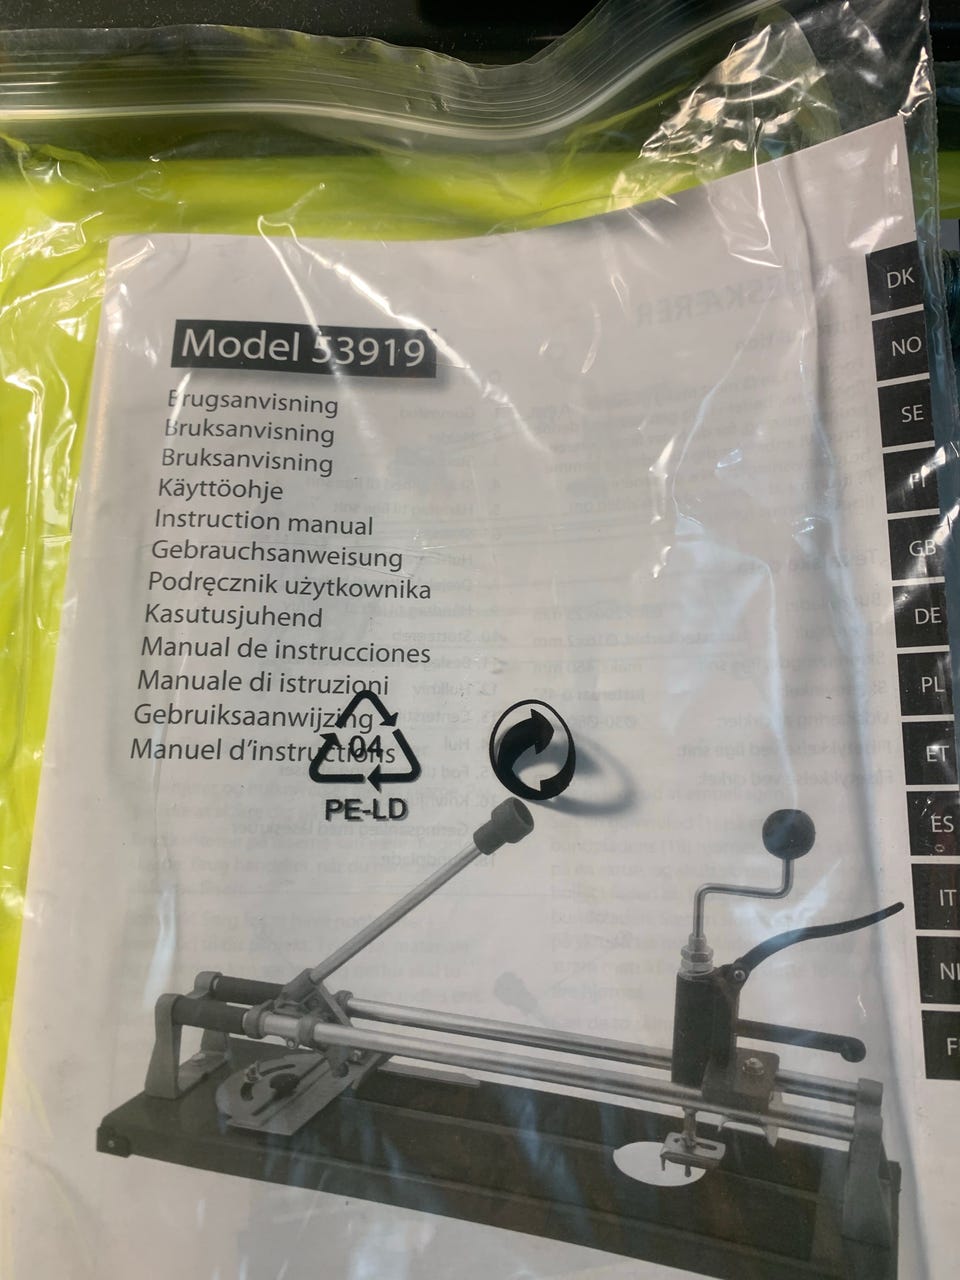 Model 53919
Brugsanvisning
Bruksanvisning
Bruksanvisning
Käyttöohje
Instruction manual
Gebrauchsanweisung
Podręcznik użytkownika
Kasutusjuhend
Manual de instrucciones
Manuale di istruzioni
Gebruiksaanwijzing
Manuel d'instructions
04
PE-LD
DK
NO
SE
FI
GB
DE
PL
ET
ES
IT